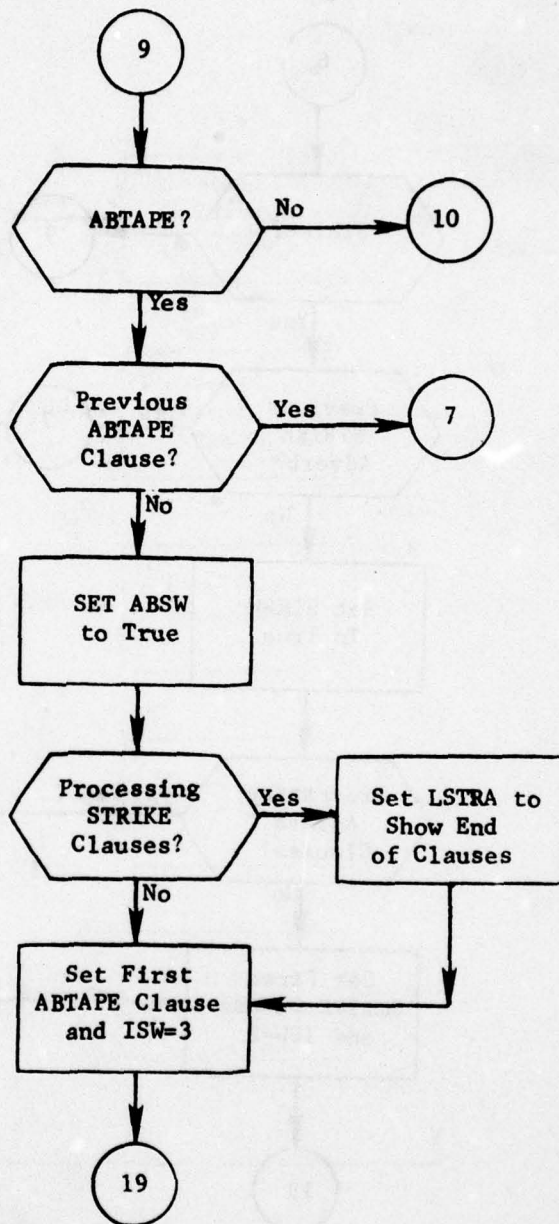 9
ABTAPE?
No
10
Yes
Previous
ABTAPE
Clause?
Yes
7
No
SET ABSW
to True
Processing
STRIKE
Clauses?
Yes
Set LSTRA to
Show End
of Clauses
No
Set First
ABTAPE Clause
and ISW=3
19